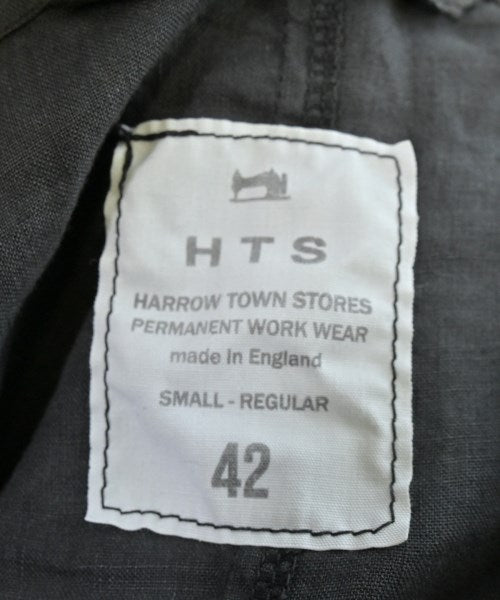 HTS
HARROW TOWN STORES
PERMANENT WORK WEAR
made in England
SMALL - REGULAR
42